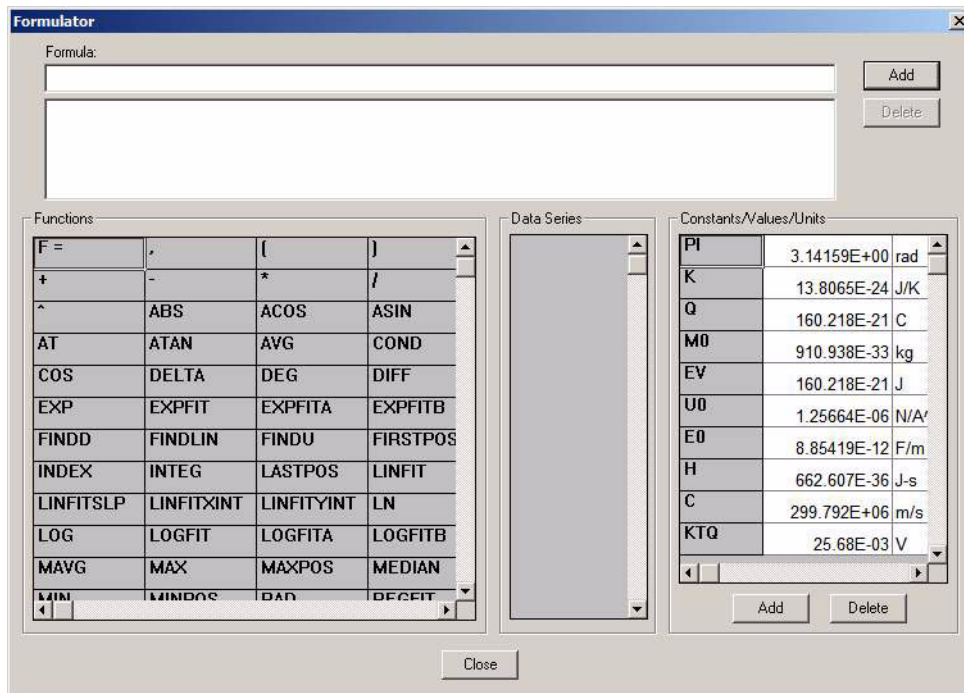 Formulator
Formula:
Add
Delete
Functions
F = , ( )
+ - * /
^ ABS ACOS ASIN
AT ATAN AVG COND
COS DELTA DEG DIFF
EXP EXPFIT EXPFITA EXPFITB
FINDD FINDLIN FINDU FIRSTPOS
INDEX INTEG LASTPOS LINFIT
LINFITSLP LINFITXINT LINFITYINT LN
LOG LOGFIT LOGFITA LOGFITB
MAVG MAX MAXPOS MEDIAN
MIN MINPOS RAD REGFIT
Data Series
Constants/Values/Units
PI 3.14159E+00 rad
K 13.8065E-24 J/K
Q 160.218E-21 C
M0 910.938E-33 kg
EV 160.218E-21 J
U0 1.25664E-06 N/A^
E0 8.85419E-12 F/m
H 662.607E-36 J-s
C 299.792E+06 m/s
KTQ 25.68E-03 V
Add Delete
Close